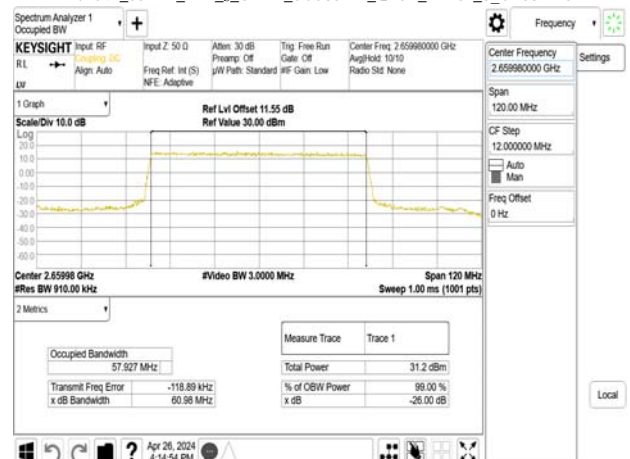 Spectrum Analyzer 1
Occupied BW
+
Frequency
KEYSIGHT
Input: RF
Input Z: 50 Ω
Atten: 30 dB
Trig: Free Run
Center Freq: 2.659980000 GHz
RL
Coupling: DC
Preamp: Off
Gate: Off
Avg|Hold: 10/10
Align: Auto
Freq Ref: Int (S)
µW Path: Standard
#IF Gain: Low
Radio Std: None
NFE: Adaptive
Center Frequency
2.659980000 GHz
Settings
Span
120.00 MHz
CF Step
12.000000 MHz
Auto
Man
Freq Offset
0 Hz
Local
1 Graph
Ref Lvl Offset 11.55 dB
Scale/Div 10.0 dB
Ref Value 30.00 dBm
Log
20.0
10.0
0.00
-10.0
-20.0
-30.0
-40.0
-50.0
-60.0
Center 2.65998 GHz
#Video BW 3.0000 MHz
Span 120 MHz
#Res BW 910.00 kHz
Sweep 1.00 ms (1001 pts)
2 Metrics
Measure Trace
Trace 1
Occupied Bandwidth
57.927 MHz
Total Power
31.2 dBm
Transmit Freq Error
-118.89 kHz
% of OBW Power
99.00 %
x dB Bandwidth
60.98 MHz
x dB
-26.00 dB
?
Apr 26, 2024
4:14:54 PM